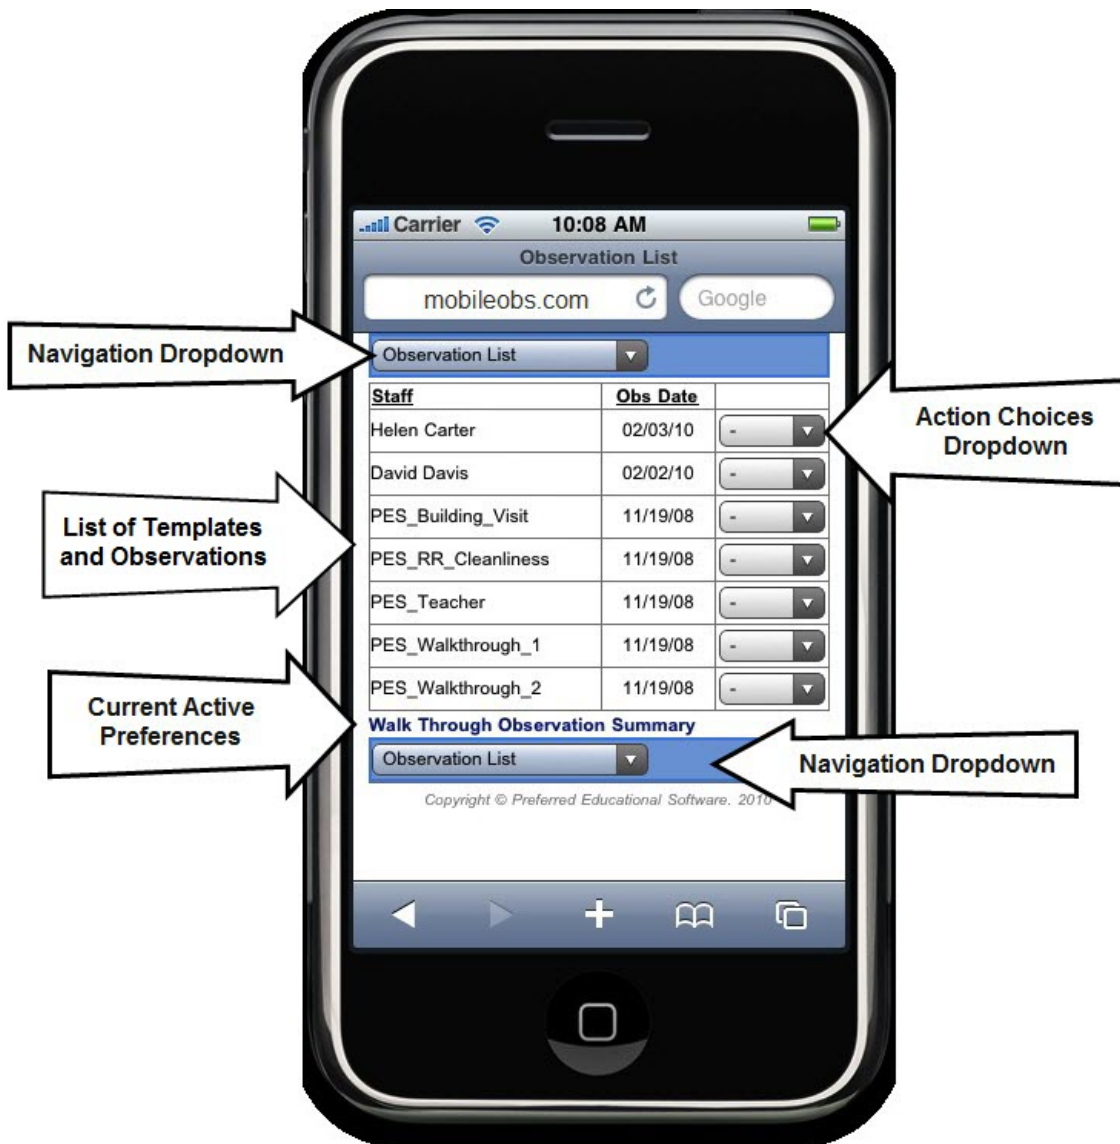 Carrier 10:08 AM
Observation List
mobileobs.com Google
Navigation Dropdown
Observation List
Staff Obs Date
Helen Carter 02/03/10 -
Action Choices
Dropdown
David Davis 02/02/10 -
PES_Building_Visit 11/19/08 -
List of Templates
and Observations
PES_RR_Cleanliness 11/19/08 -
PES_Teacher 11/19/08 -
PES_Walkthrough_1 11/19/08 -
PES_Walkthrough_2 11/19/08 -
Current Active
Preferences
Walk Through Observation Summary
Observation List
Navigation Dropdown
Copyright © Preferred Educational Software. 2010